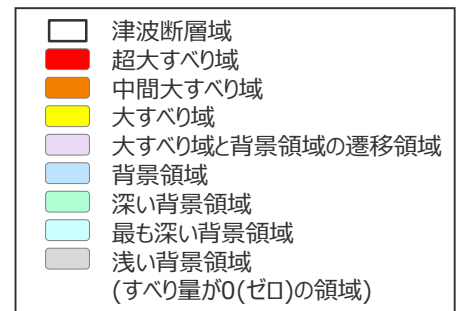 津波断層域
超大すべり域
中間大すべり域
大すべり域
大すべり域と背景領域の遷移領域
背景領域
深い背景領域
最も深い背景領域
浅い背景領域
(すべり量が0(ゼロ)の領域)